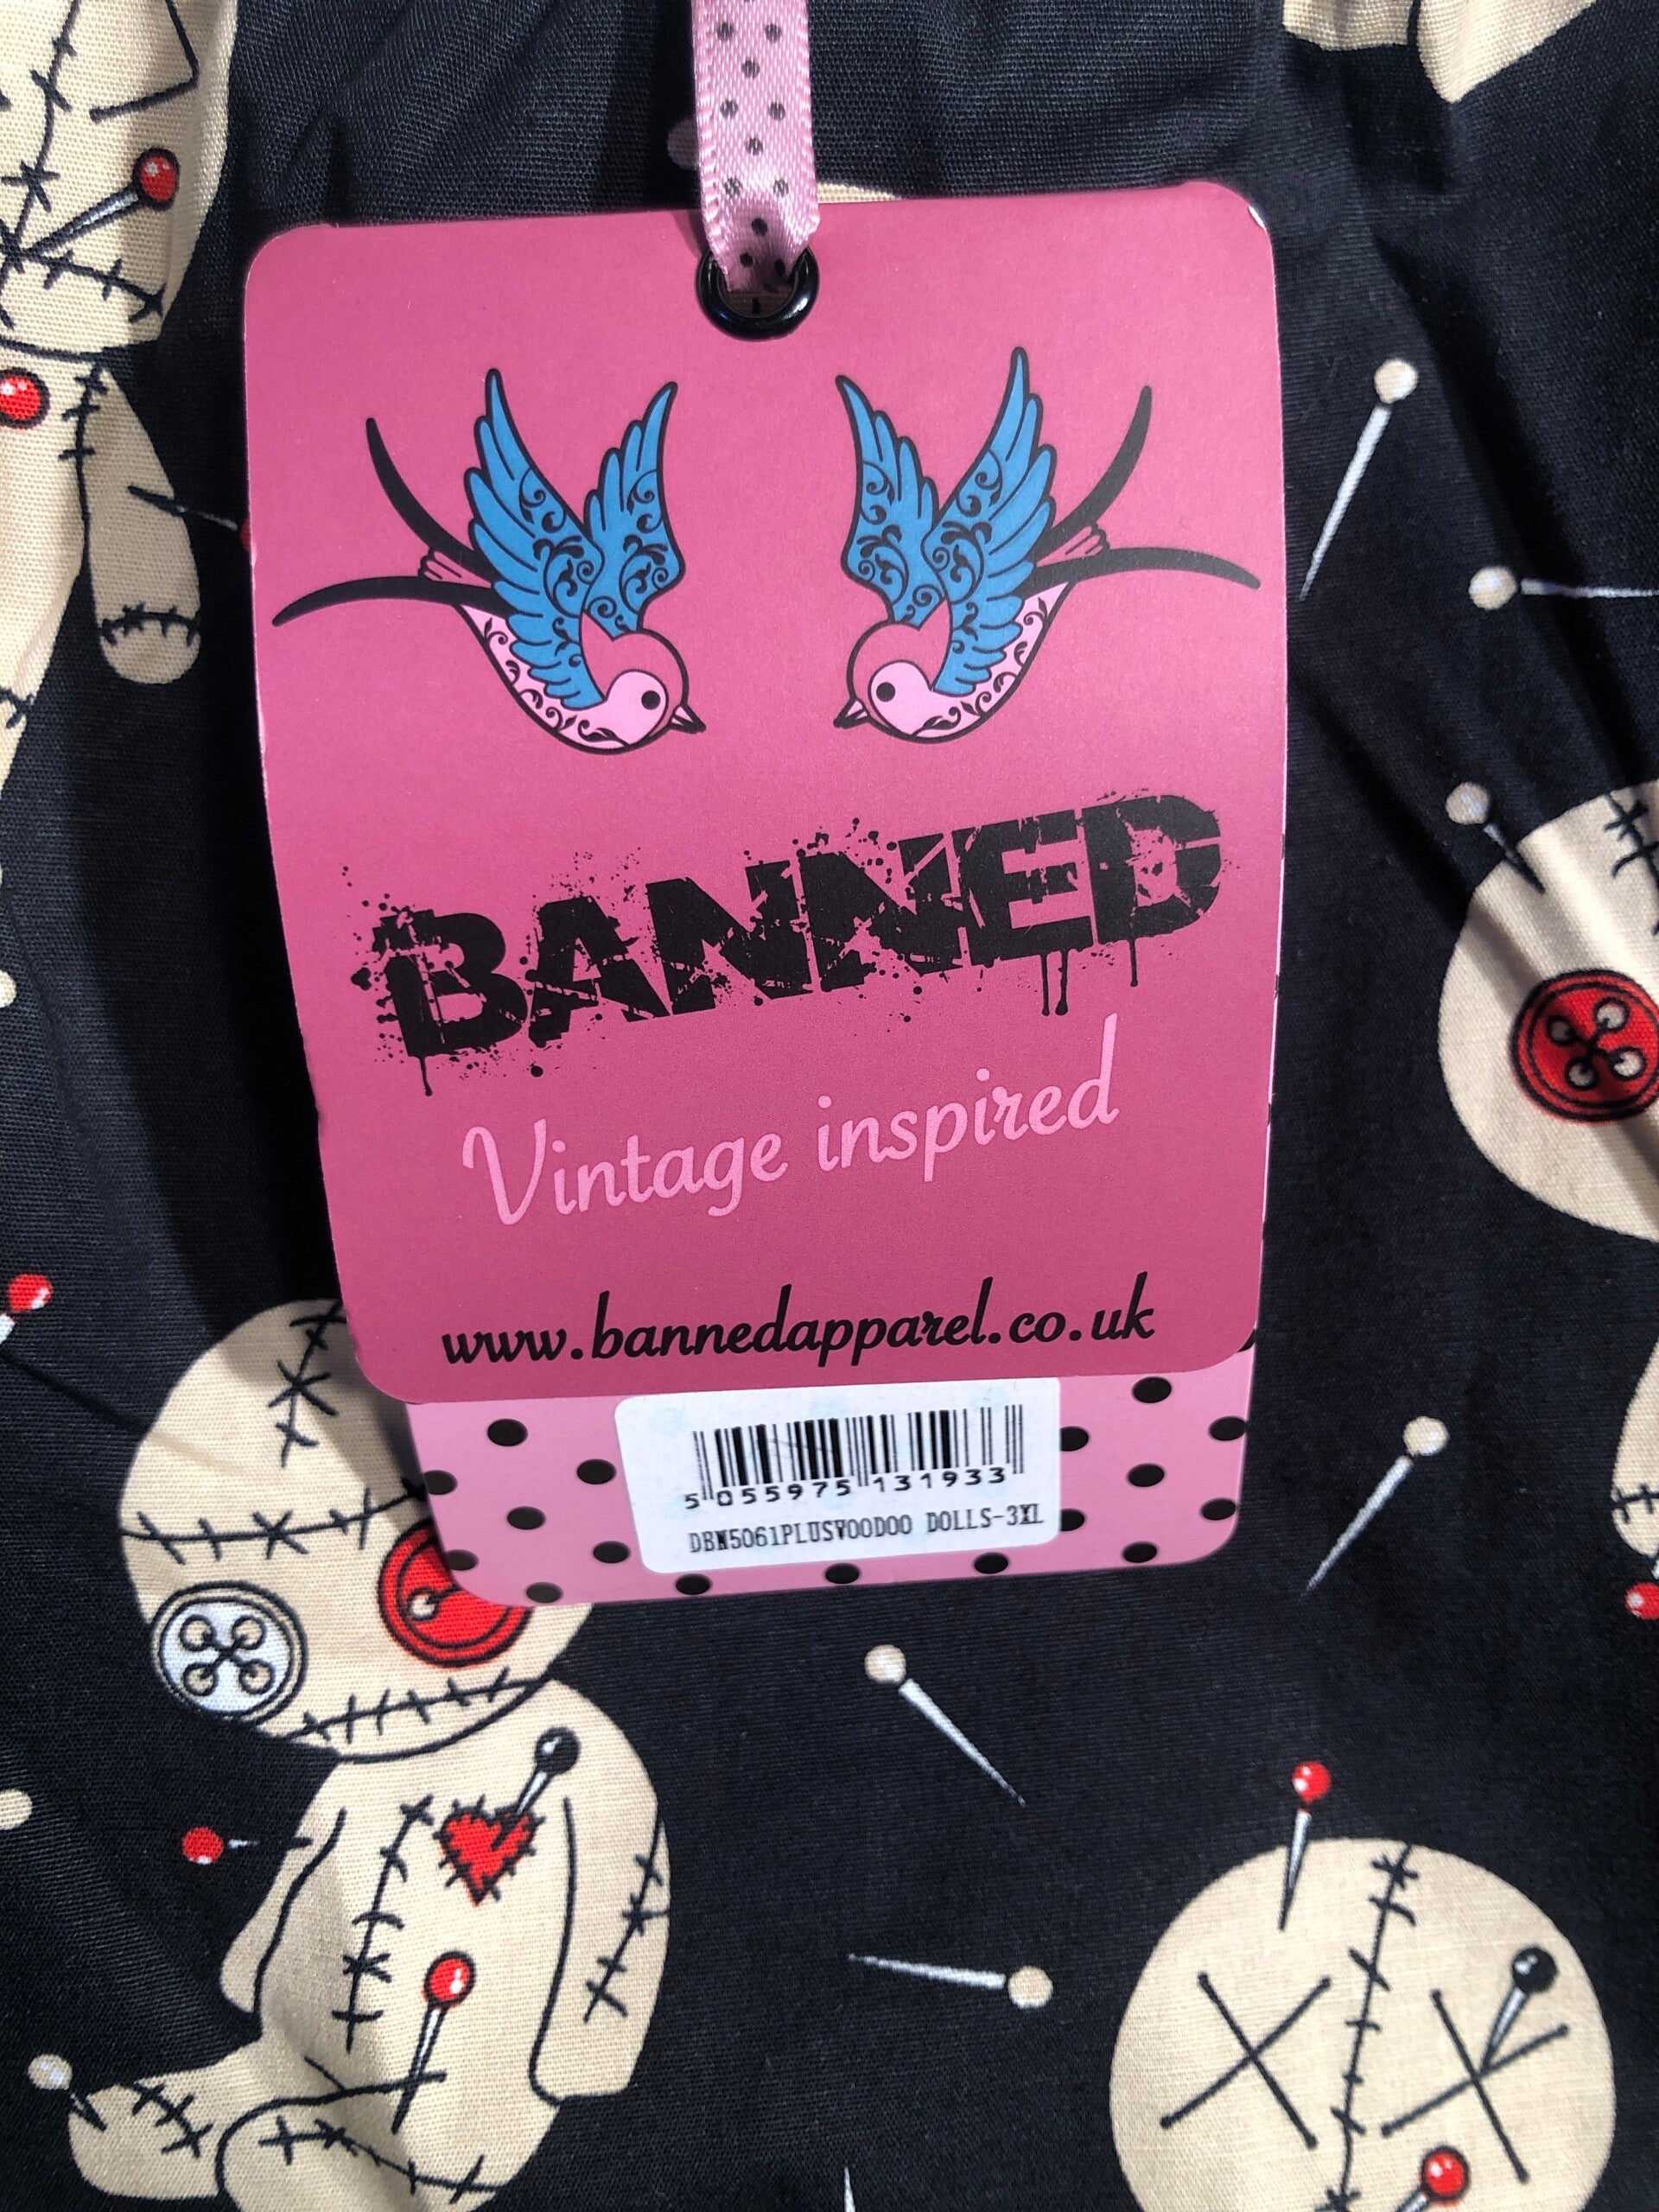 BANNED
Vintage inspired
www.bannedapparel.co.uk
5 055975 131933
DBN5061PLUSVOODOO DOLLS-3XL